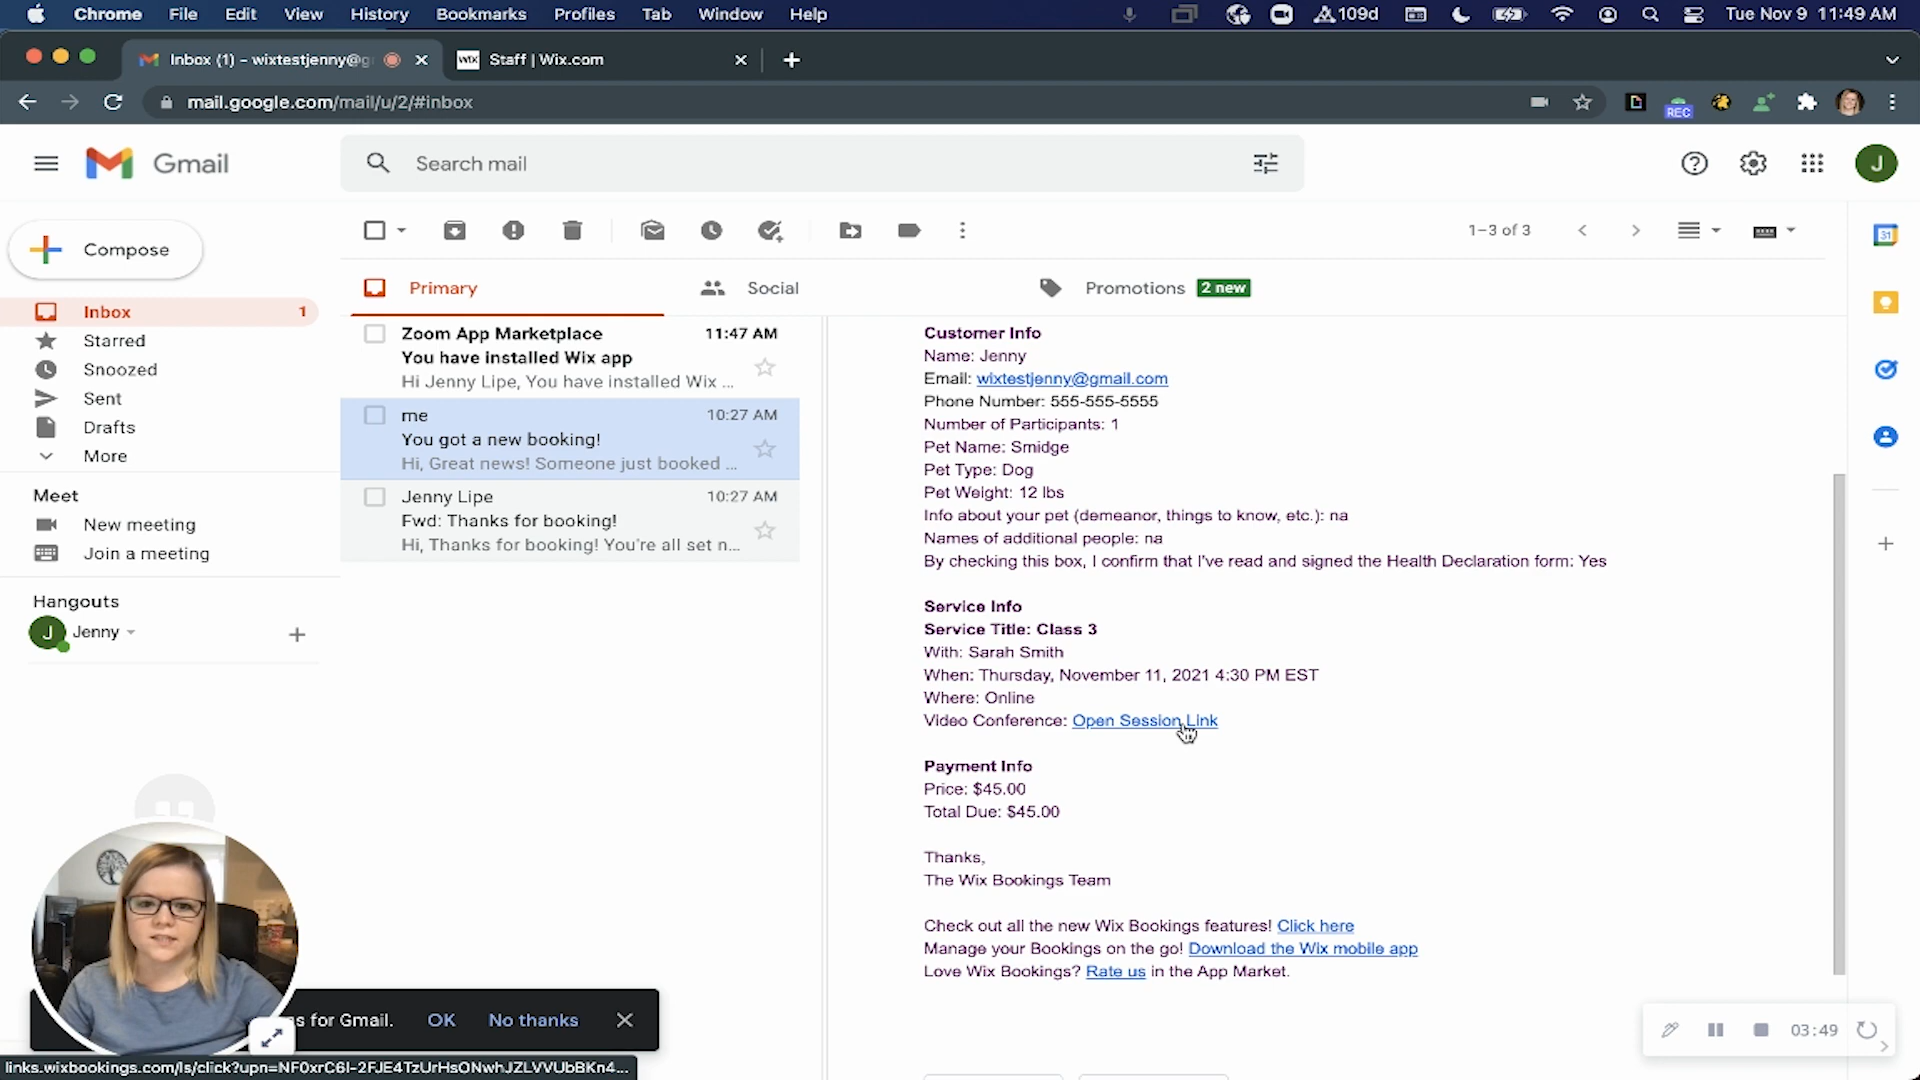 Chrome File Edit View History Bookmarks Profiles Tab Window Help 109d Tue Nov 9 11:49 AM
Inbox (1) – wixtestjenny@g WIX Staff | Wix.com
mail.google.com/mail/u/2/#inbox REC
Gmail Search mail J
Compose
1–3 of 3
Primary Social Promotions 2 new
Inbox 1
Starred
Snoozed
Sent
Drafts
More
Meet
New meeting
Join a meeting
Hangouts
J Jenny
Zoom App Marketplace 11:47 AM
You have installed Wix app
Hi Jenny Lipe, You have installed Wix ...
me 10:27 AM
You got a new booking!
Hi, Great news! Someone just booked ...
Jenny Lipe 10:27 AM
Fwd: Thanks for booking!
Hi, Thanks for booking! You're all set n...
Customer Info
Name: Jenny
Email: wixtestjenny@gmail.com
Phone Number: 555-555-5555
Number of Participants: 1
Pet Name: Smidge
Pet Type: Dog
Pet Weight: 12 lbs
Info about your pet (demeanor, things to know, etc.): na
Names of additional people: na
By checking this box, I confirm that I've read and signed the Health Declaration form: Yes
Service Info
Service Title: Class 3
With: Sarah Smith
When: Thursday, November 11, 2021 4:30 PM EST
Where: Online
Video Conference: Open Session Link
Payment Info
Price: $45.00
Total Due: $45.00
Thanks,
The Wix Bookings Team
Check out all the new Wix Bookings features! Click here
Manage your Bookings on the go! Download the Wix mobile app
Love Wix Bookings? Rate us in the App Market.
31
for Gmail. OK No thanks
03:49